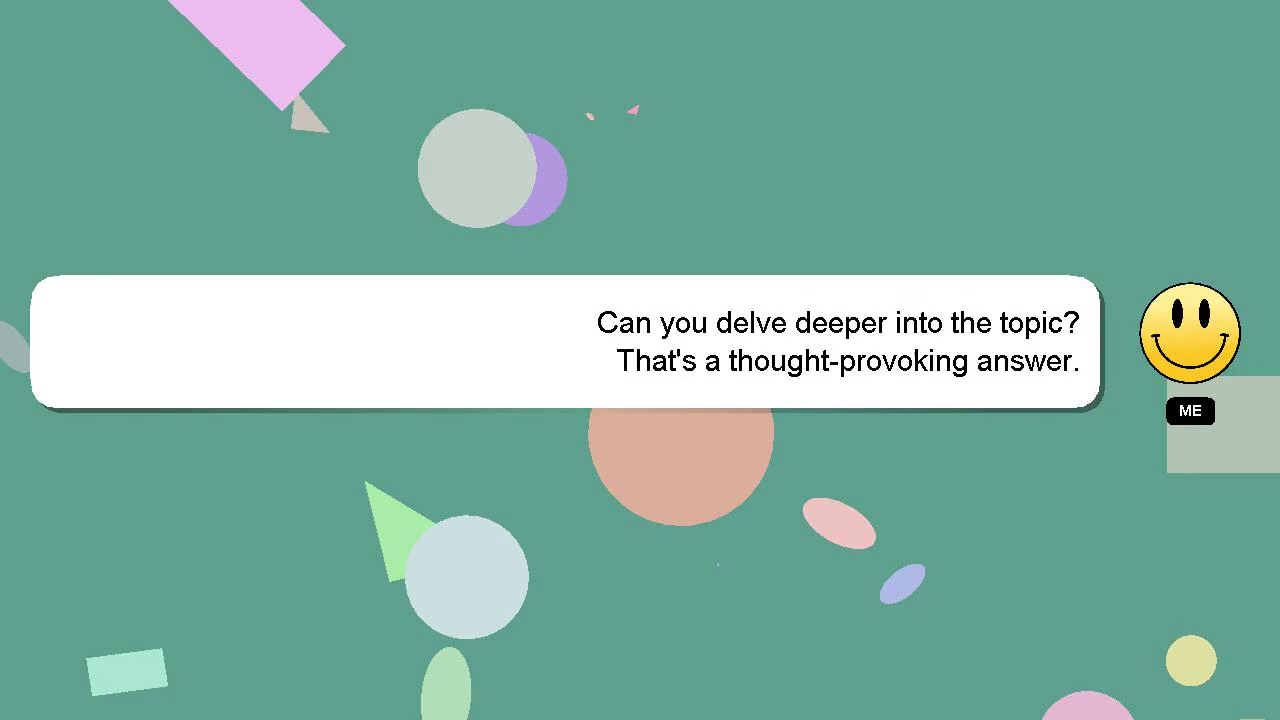 Can you delve deeper into the topic?
That's a thought-provoking answer.
ME